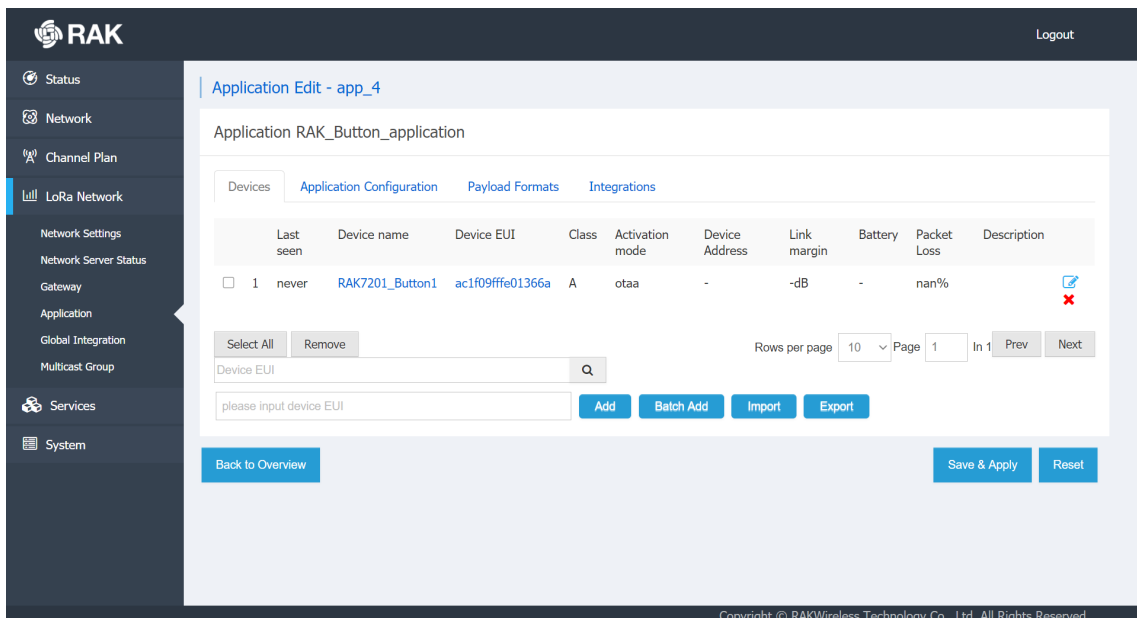 RAK
Logout
Status
Network
Channel Plan
LoRa Network
Network Settings
Network Server Status
Gateway
Application
Global Integration
Multicast Group
Services
System
Application Edit - app_4
Application RAK_Button_application
Devices Application Configuration Payload Formats Integrations
Last seen Device name Device EUI Class Activation mode Device Address Link margin Battery Packet Loss Description
1 never RAK7201_Button1 ac1f09fffe01366a A otaa - -dB - nan%
Select All Remove Rows per page 10 Page 1 In 1 Prev Next
Device EUI
please input device EUI Add Batch Add Import Export
Back to Overview Save & Apply Reset
Copyright © RAKWireless Technology Co., Ltd. All Rights Reserved